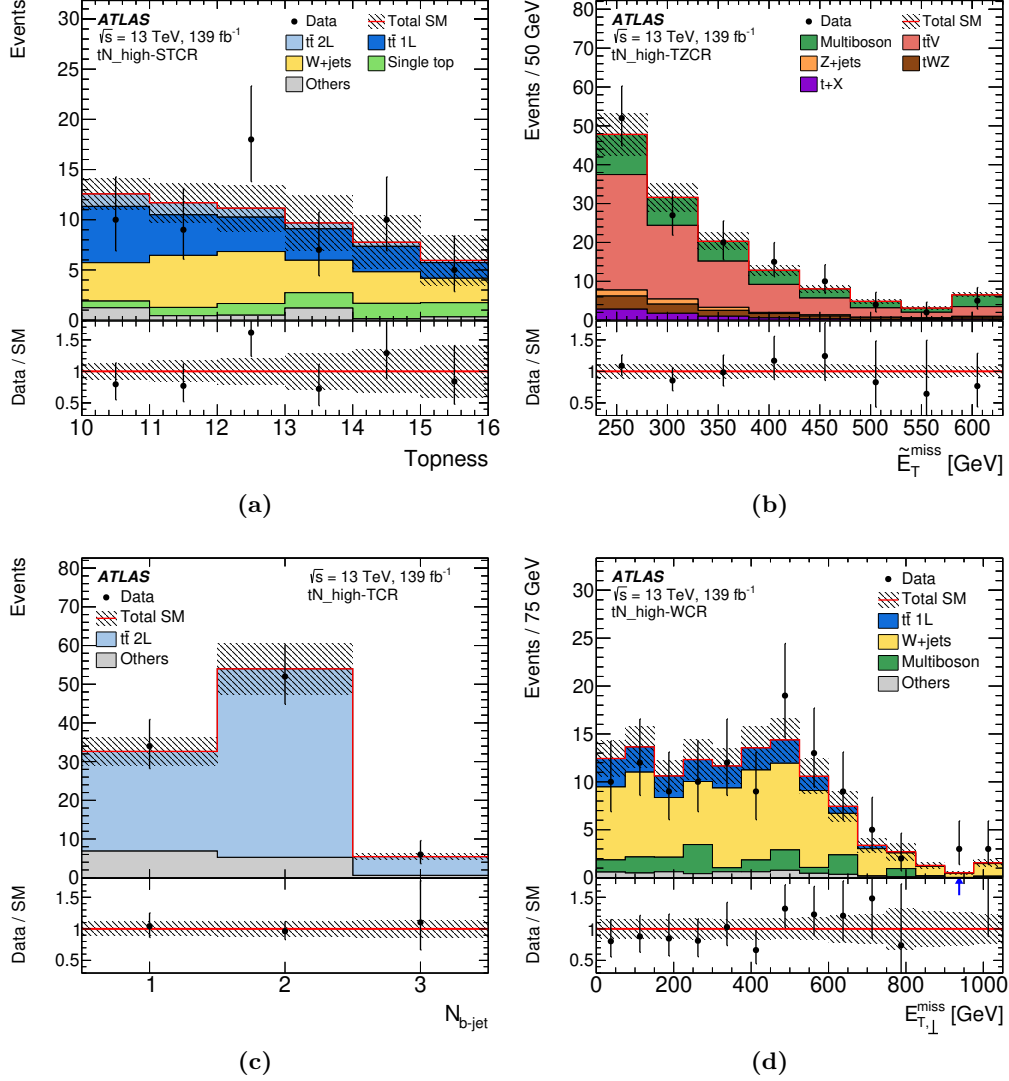 Events
30
25
20
15
10
5
0
ATLAS
√s = 13 TeV, 139 fb⁻¹
tN_high-STCR
Data
Total SM
tt̄ 2L
tt̄ 1L
W+jets
Single top
Others
Data / SM
1.5
1
0.5
10 11 12 13 14 15 16
Topness
(a)
Events / 50 GeV
80
70
60
50
40
30
20
10
0
ATLAS
√s = 13 TeV, 139 fb⁻¹
tN_high-TZCR
Data
Total SM
Multiboson
tt̄V
Z+jets
tWZ
t+X
Data / SM
1.5
1
0.5
250 300 350 400 450 500 550 600
Ẽ_T^miss [GeV]
(b)
Events
80
70
60
50
40
30
20
10
0
ATLAS
√s = 13 TeV, 139 fb⁻¹
tN_high-TCR
Data
Total SM
tt̄ 2L
Others
Data / SM
1.5
1
0.5
1 2 3
N_b-jet
(c)
Events / 75 GeV
30
25
20
15
10
5
0
ATLAS
√s = 13 TeV, 139 fb⁻¹
tN_high-WCR
Data
Total SM
tt̄ 1L
W+jets
Multiboson
Others
Data / SM
1.5
1
0.5
0 200 400 600 800 1000
E_T,⊥^miss [GeV]
(d)